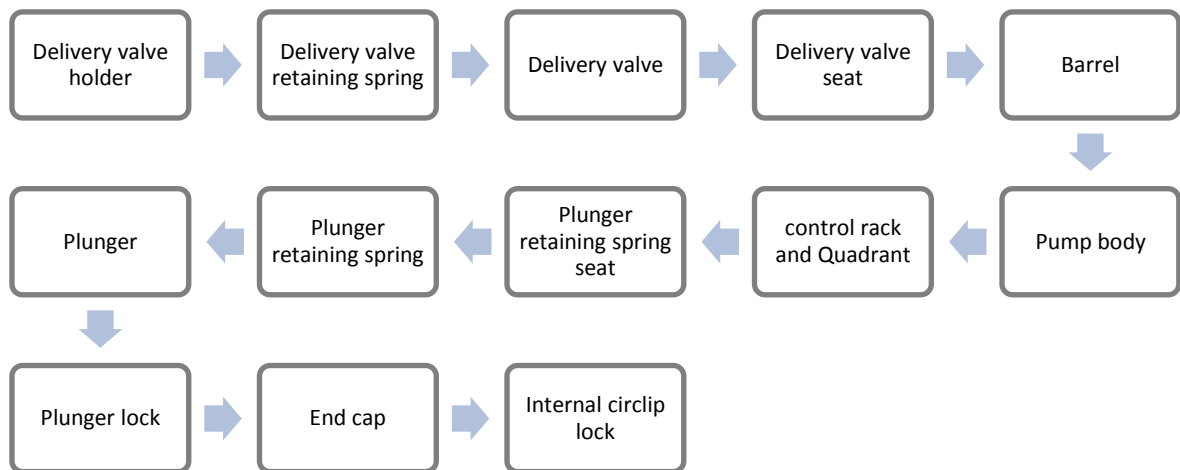 Delivery valve
holder
Delivery valve
retaining spring
Delivery valve
Delivery valve
seat
Barrel
Pump body
control rack
and Quadrant
Plunger
retaining spring
seat
Plunger
retaining spring
Plunger
Plunger lock
End cap
Internal circlip
lock